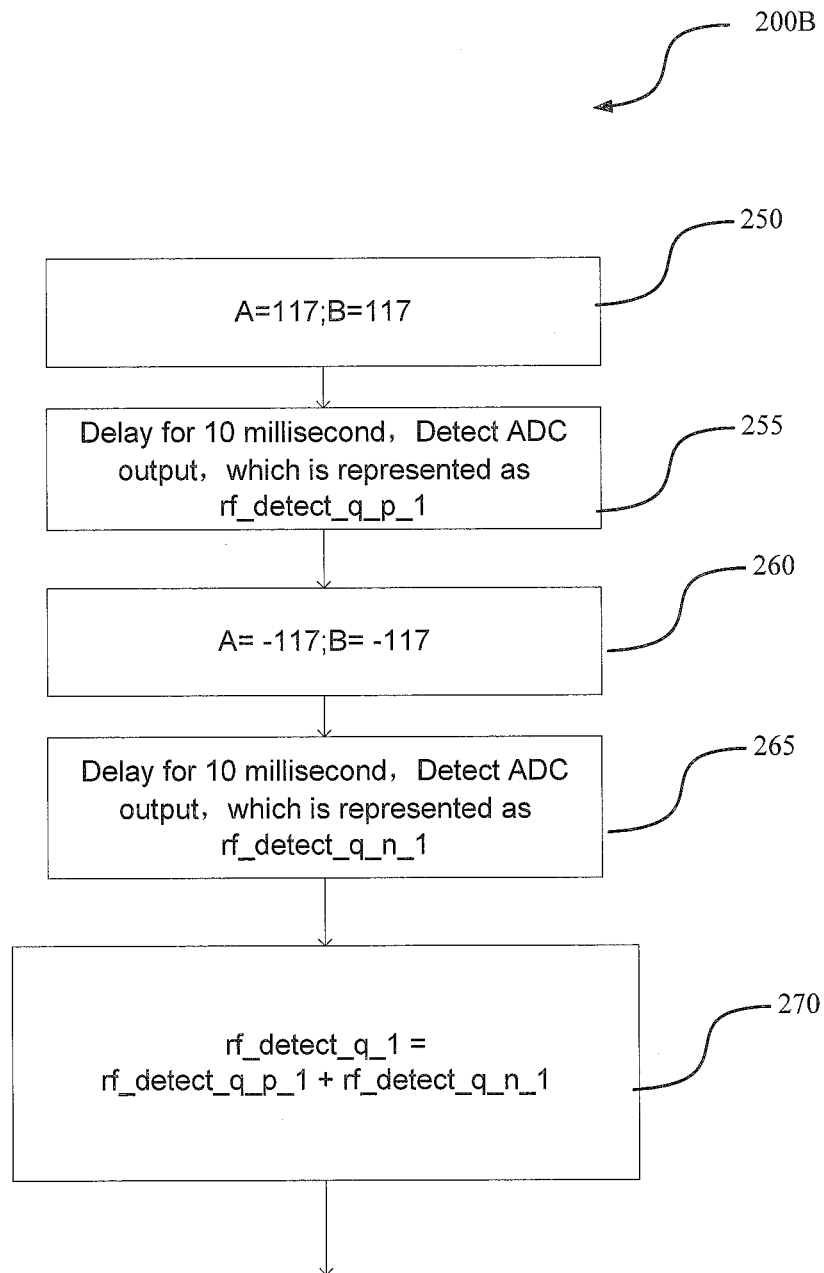 200B
250
A=117;B=117
255
Delay for 10 millisecond，Detect ADC
output，which is represented as
rf_detect_q_p_1
260
A= -117;B= -117
265
Delay for 10 millisecond，Detect ADC
output，which is represented as
rf_detect_q_n_1
270
rf_detect_q_1 =
rf_detect_q_p_1 + rf_detect_q_n_1